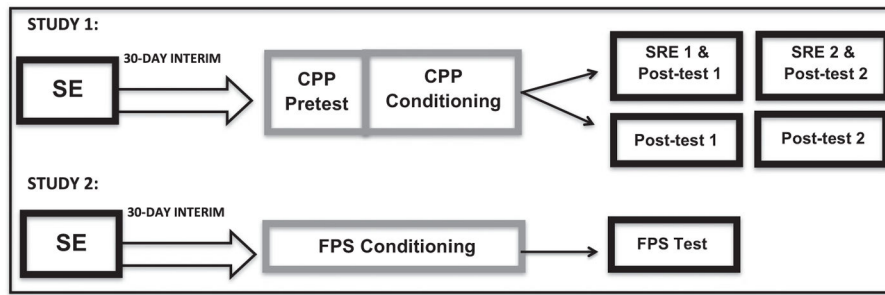 STUDY 1:
30-DAY INTERIM
SE
CPP
Pretest
CPP
Conditioning
SRE 1 &
Post-test 1
SRE 2 &
Post-test 2
Post-test 1
Post-test 2
STUDY 2:
30-DAY INTERIM
SE
FPS Conditioning
FPS Test